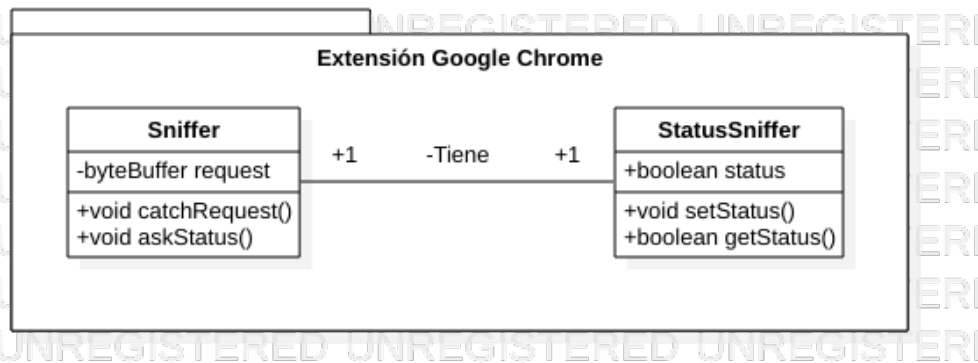 UNREGISTERED
Extensión Google Chrome
Sniffer
-byteBuffer request
+void catchRequest()
+void askStatus()
+1 -Tiene +1
StatusSniffer
+boolean status
+void setStatus()
+boolean getStatus()
UNREGISTERED UNREGISTERED